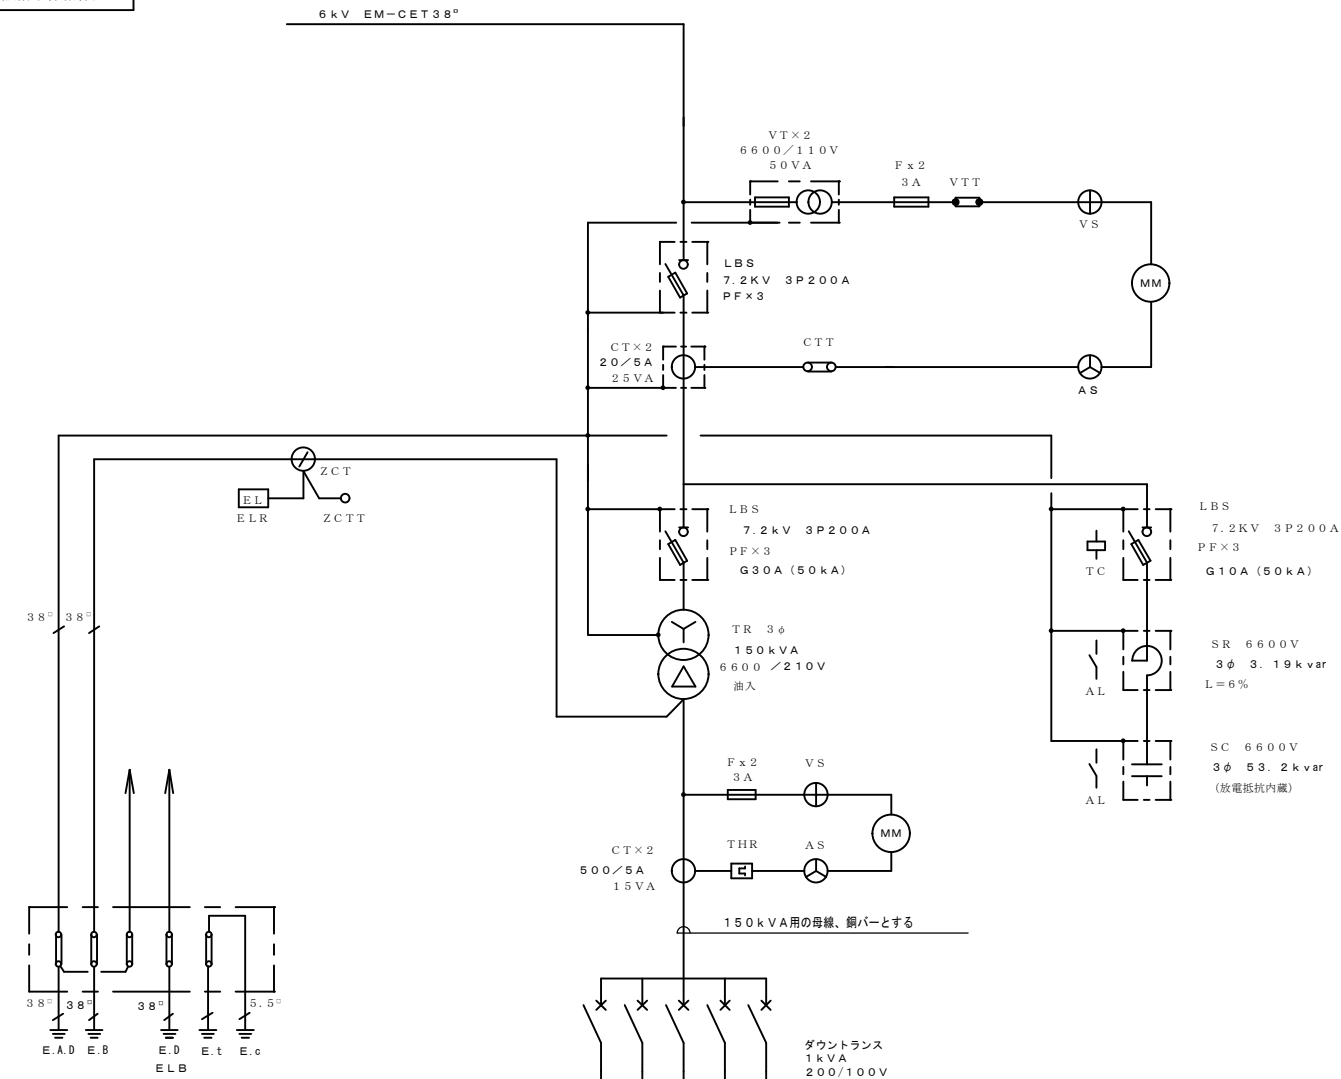 6kV EM−CET38□
VT×2
6600／110V
50VA
Fx2
3A
VTT
VS
LBS
7.2KV 3P200A
PF×3
MM
CT×2
20/5A
25VA
CTT
AS
ZCT
EL
ELR
ZCTT
LBS
7.2kV 3P200A
PF×3
G30A（50kA）
LBS
7.2KV 3P200A
PF×3
G10A（50kA）
TC
38□ 38□
TR 3φ
150kVA
6600／210V
油入
SR 6600V
3φ 3.19kvar
L＝6%
AL
SC 6600V
3φ 53.2kvar
（放電抵抗内蔵）
AL
Fx2
3A
VS
MM
CT×2
500/5A
15VA
THR
AS
150kVA用の母線、銅バーとする
38□ 38□ 38□ 5.5□
E.A.D E.B E.D E.t E.c
ELB
ダウントランス
1kVA
200/100V